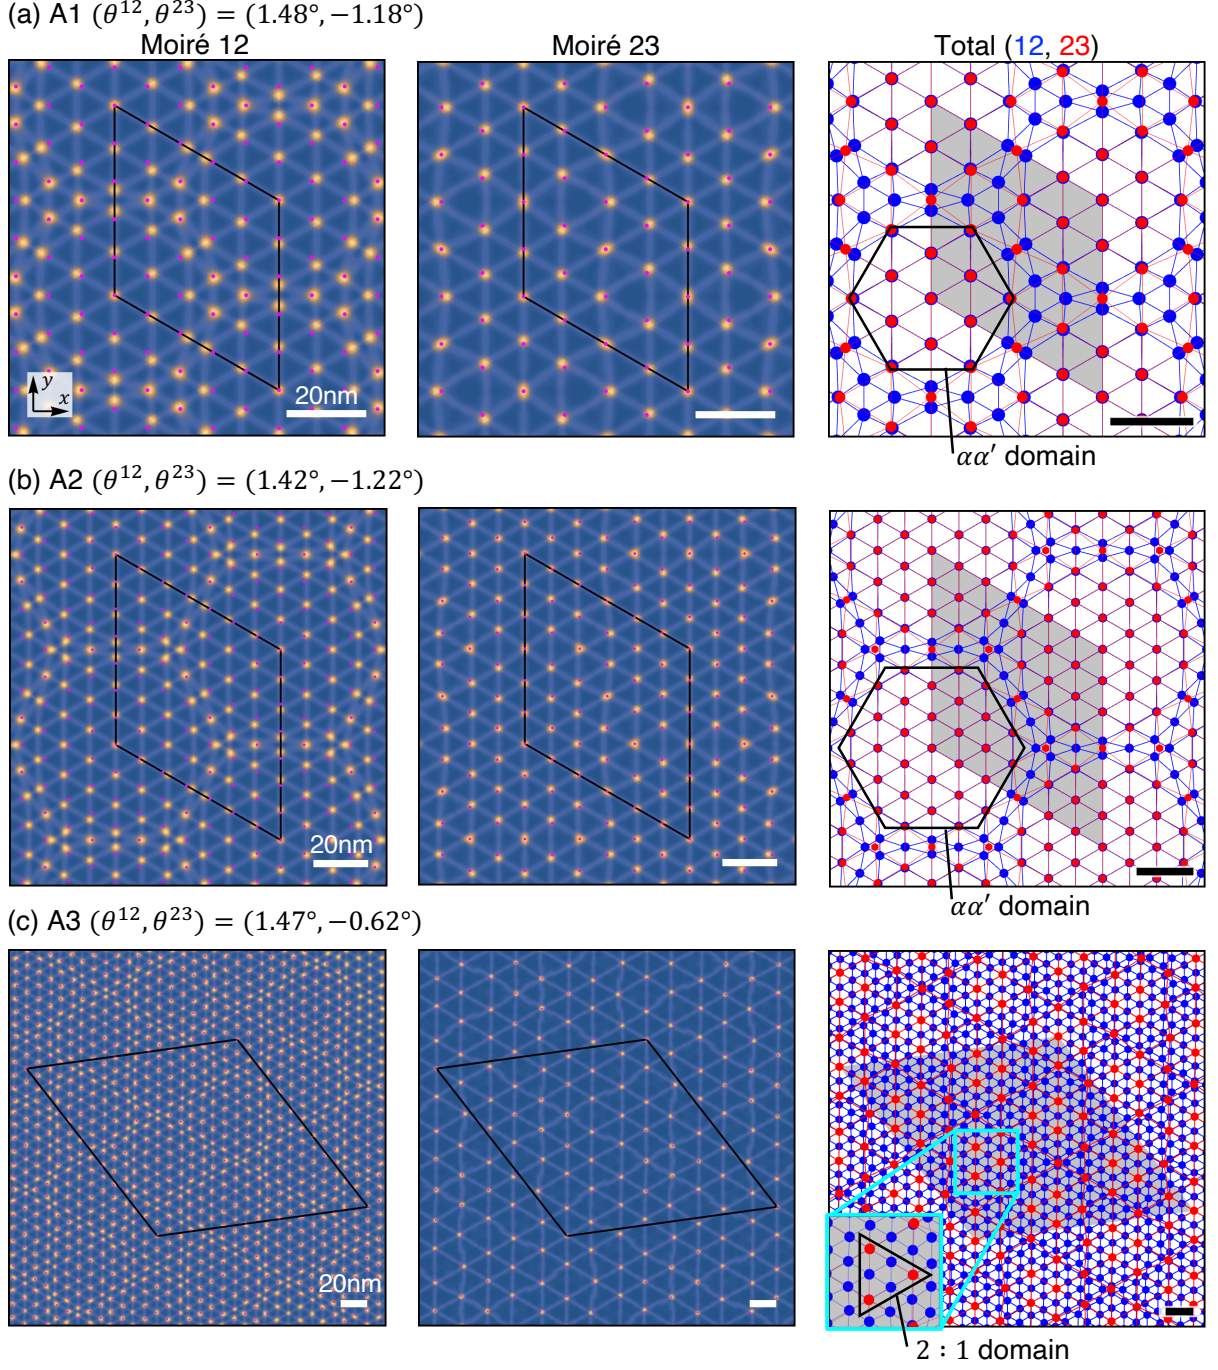 (a) A1 (θ¹², θ²³) = (1.48°, −1.18°)
Moiré 12
Moiré 23
Total (12, 23)
y
x
20nm
αα′ domain
(b) A2 (θ¹², θ²³) = (1.42°, −1.22°)
20nm
αα′ domain
(c) A3 (θ¹², θ²³) = (1.47°, −0.62°)
20nm
2 : 1 domain